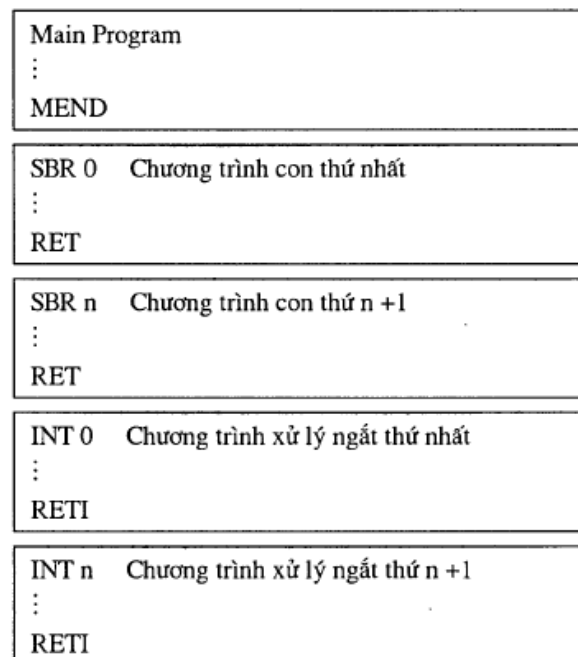 Main Program
⋮
MEND
SBR 0 Chương trình con thứ nhất
⋮
RET
SBR n Chương trình con thứ n +1
⋮
RET
INT 0 Chương trình xử lý ngắt thứ nhất
⋮
RETI
INT n Chương trình xử lý ngắt thứ n +1
⋮
RETI